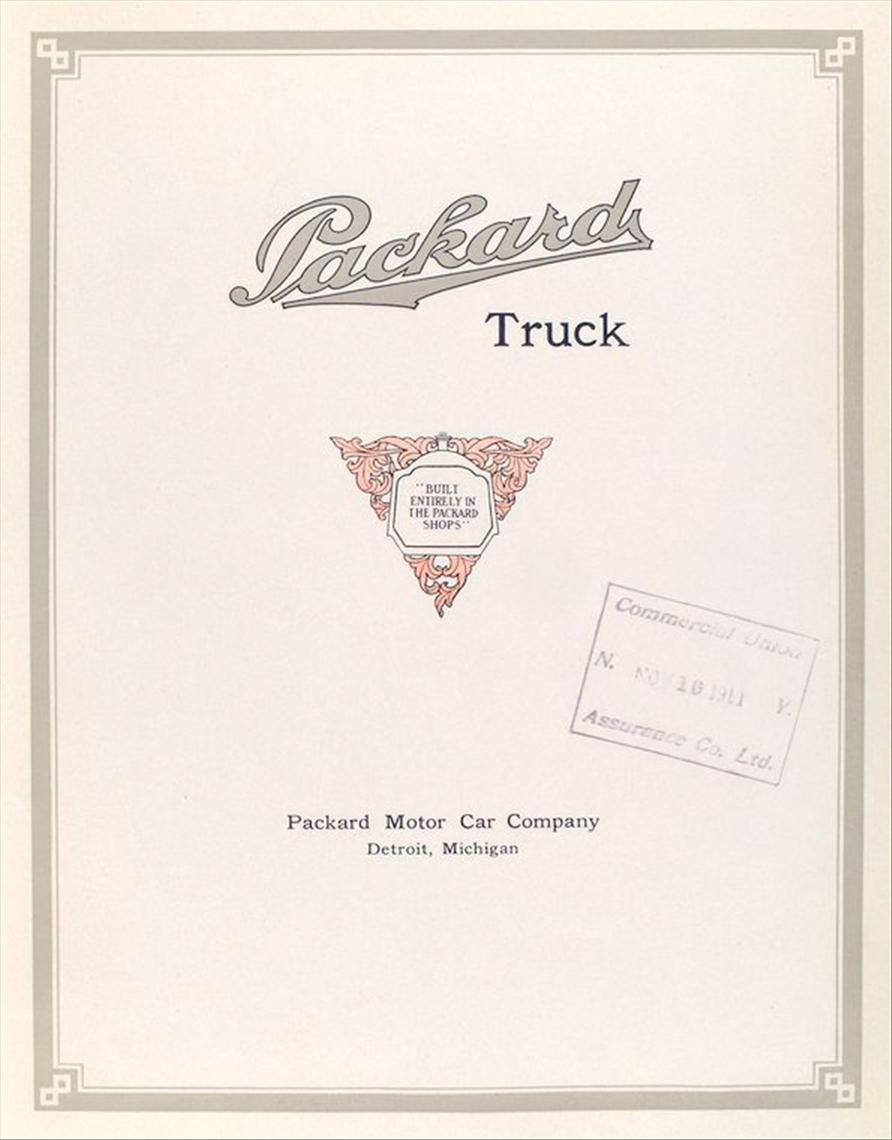 Packard
Truck
"BUILT
ENTIRELY IN
THE PACKARD
SHOPS"
Commercial Union
N. NOV 16 1911 Y.
Assurance Co. Ltd.
Packard Motor Car Company
Detroit, Michigan